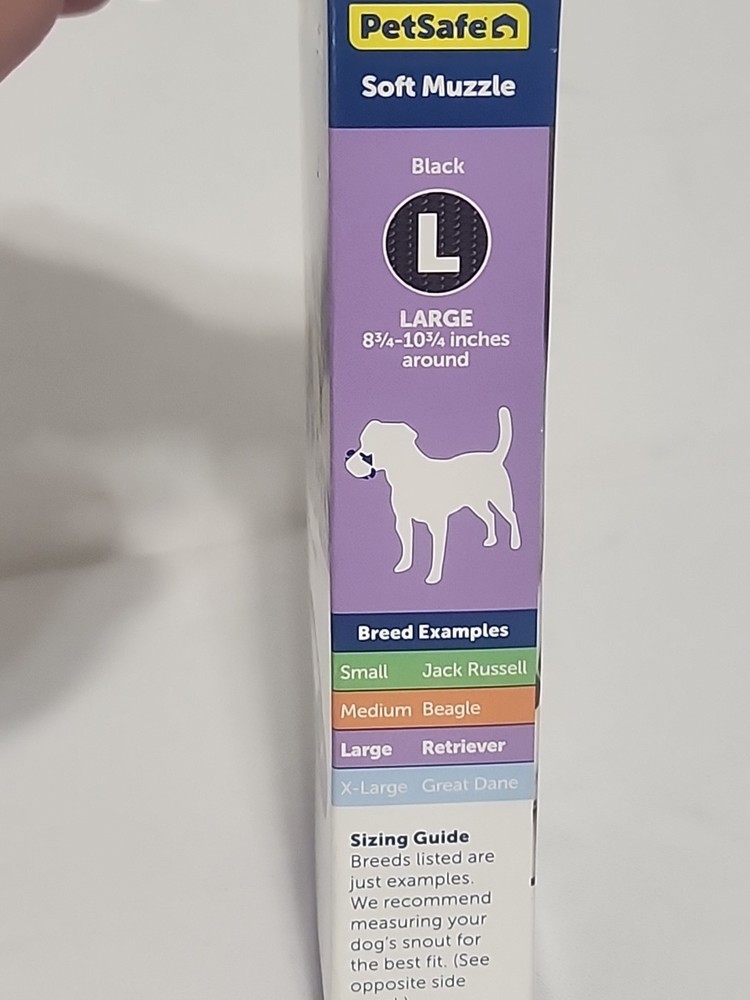 PetSafe
Soft Muzzle
Black
L
LARGE
8¾-10¾ inches
around
Breed Examples
Small Jack Russell
Medium Beagle
Large Retriever
X-Large Great Dane
Sizing Guide
Breeds listed are
just examples.
We recommend
measuring your
dog's snout for
the best fit. (See
opposite side